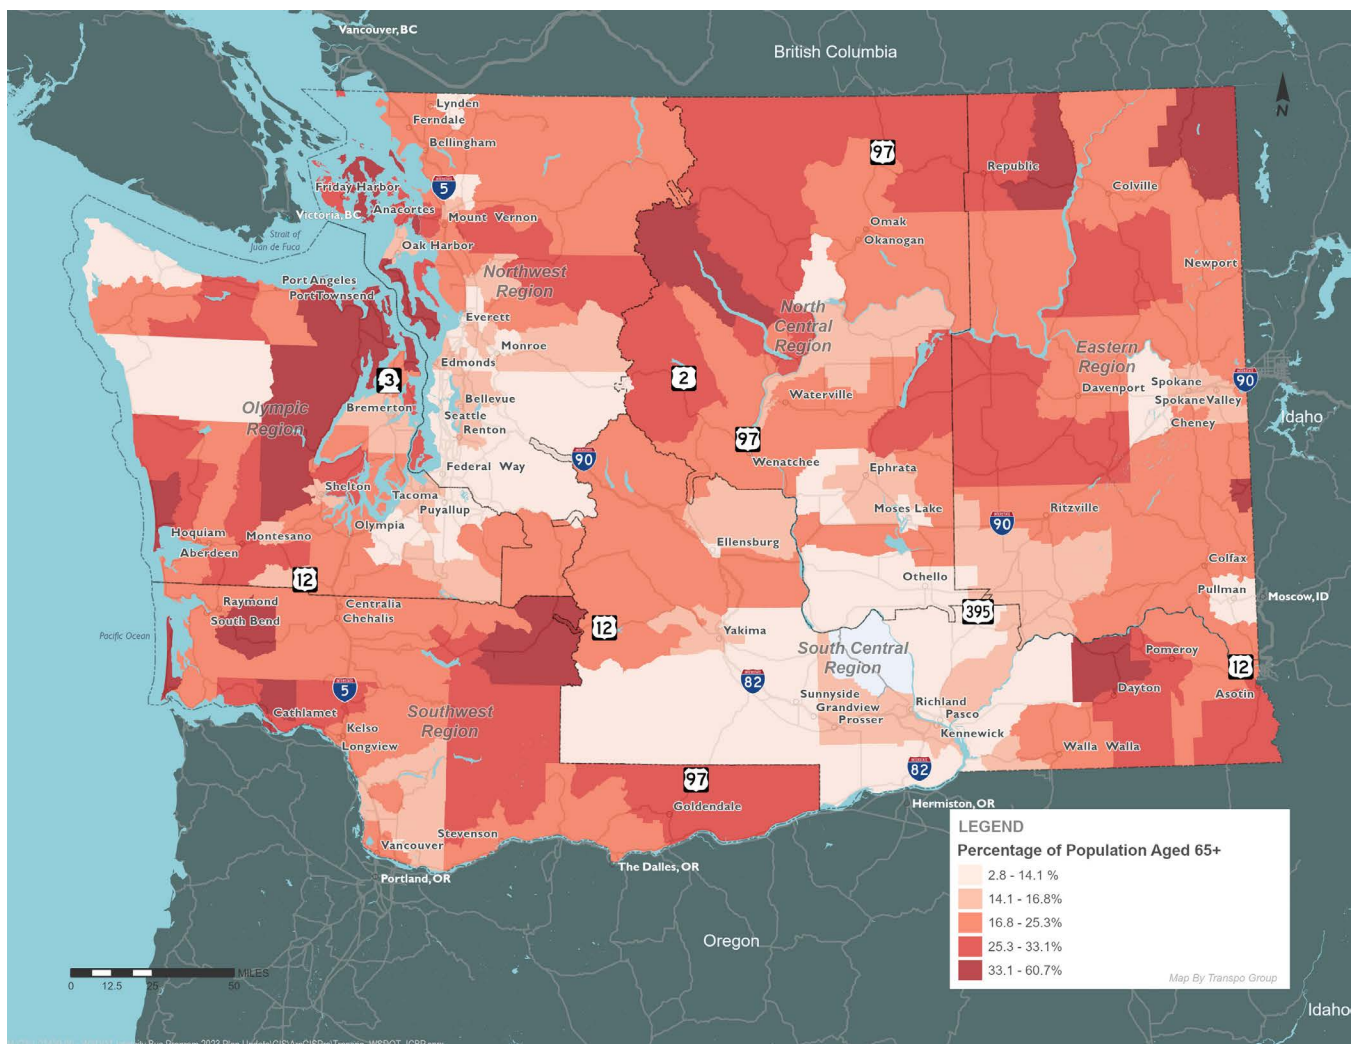 Vancouver, BC
British Columbia
N
Lynden
Ferndale
Bellingham
97
Republic
Colville
Friday Harbor
5
Victoria, BC
Anacortes
Mount Vernon
Strait of
Juan de Fuca
Oak Harbor
Omak
Okanogan
Newport
Port Angeles
Port Townsend
Northwest
Region
Everett
North
Central
Region
Monroe
Edmonds
3
2
Eastern
Region
Bremerton
Bellevue
Seattle
Renton
Olympic
Region
Waterville
Davenport
Spokane
Spokane Valley
90
Cheney
Idaho
97
Wenatchee
90
Federal Way
Ephrata
Shelton
Tacoma
Puyallup
Olympia
Moses Lake
90
Ritzville
Hoquiam
Aberdeen
Montesano
Ellensburg
Colfax
12
Othello
Pullman
Moscow, ID
Raymond
South Bend
Centralia
Chehalis
395
Pacific Ocean
12
Yakima
South Central
Region
Pomeroy
12
5
82
Dayton
Asotin
Cathlamet
Southwest
Region
Sunnyside
Grandview
Prosser
Richland
Pasco
Kennewick
Kelso
Longview
Walla Walla
82
97
Goldendale
Hermiston, OR
Stevenson
Vancouver
The Dalles, OR
Portland, OR
LEGEND
Percentage of Population Aged 65+
2.8 - 14.1 %
14.1 - 16.8%
16.8 - 25.3%
25.3 - 33.1%
33.1 - 60.7%
Map By Transpo Group
Oregon
MILES
0 12.5 25 50
Idaho